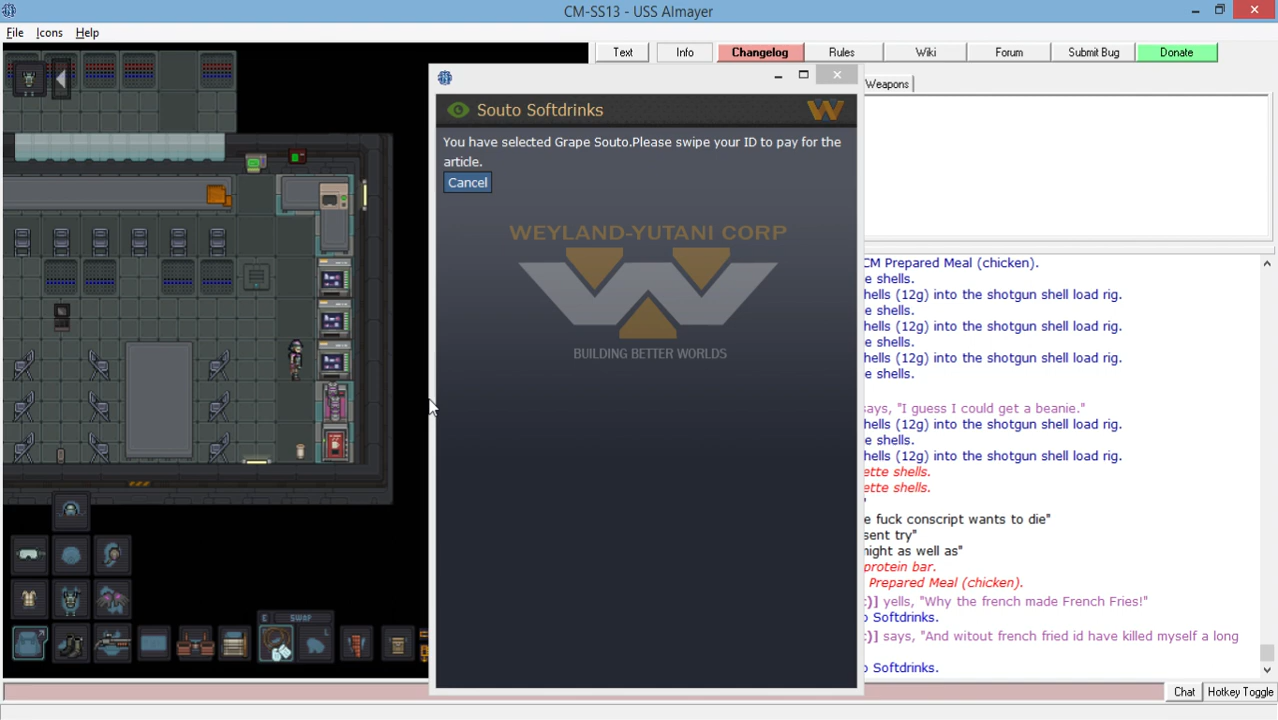 CM-SS13 - USS Almayer
File Icons Help
Text Info Changelog Rules Wiki Forum Submit Bug Donate
Weapons
Souto Softdrinks
You have selected Grape Souto.Please swipe your ID to pay for the
article.
Cancel
WEYLAND-YUTANI CORP
BUILDING BETTER WORLDS
CM Prepared Meal (chicken).
e shells.
hells (12g) into the shotgun shell load rig.
e shells.
hells (12g) into the shotgun shell load rig.
e shells.
hells (12g) into the shotgun shell load rig.
e shells.
says, "I guess I could get a beanie."
hells (12g) into the shotgun shell load rig.
e shells.
hells (12g) into the shotgun shell load rig.
ette shells.
ette shells.
"
e fuck conscript wants to die"
sent try"
night as well as"
protein bar.
Prepared Meal (chicken).
)] yells, "Why the french made French Fries!"
o Softdrinks.
)] says, "And witout french fried id have killed myself a long
o Softdrinks.
E SWAP
L
Chat Hotkey Toggle